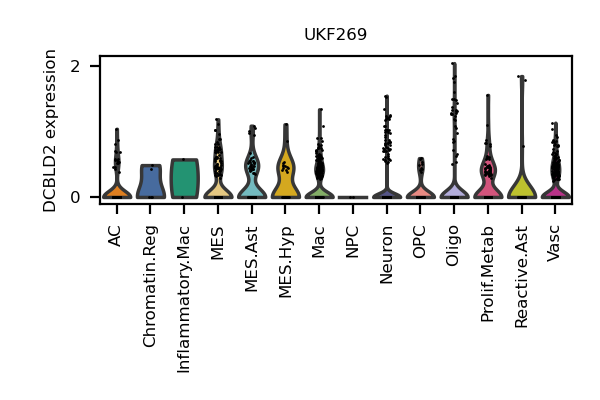 UKF269
DCBLD2 expression
2
0
AC
Chromatin.Reg
Inflammatory.Mac
MES
MES.Ast
MES.Hyp
Mac
NPC
Neuron
OPC
Oligo
Prolif.Metab
Reactive.Ast
Vasc